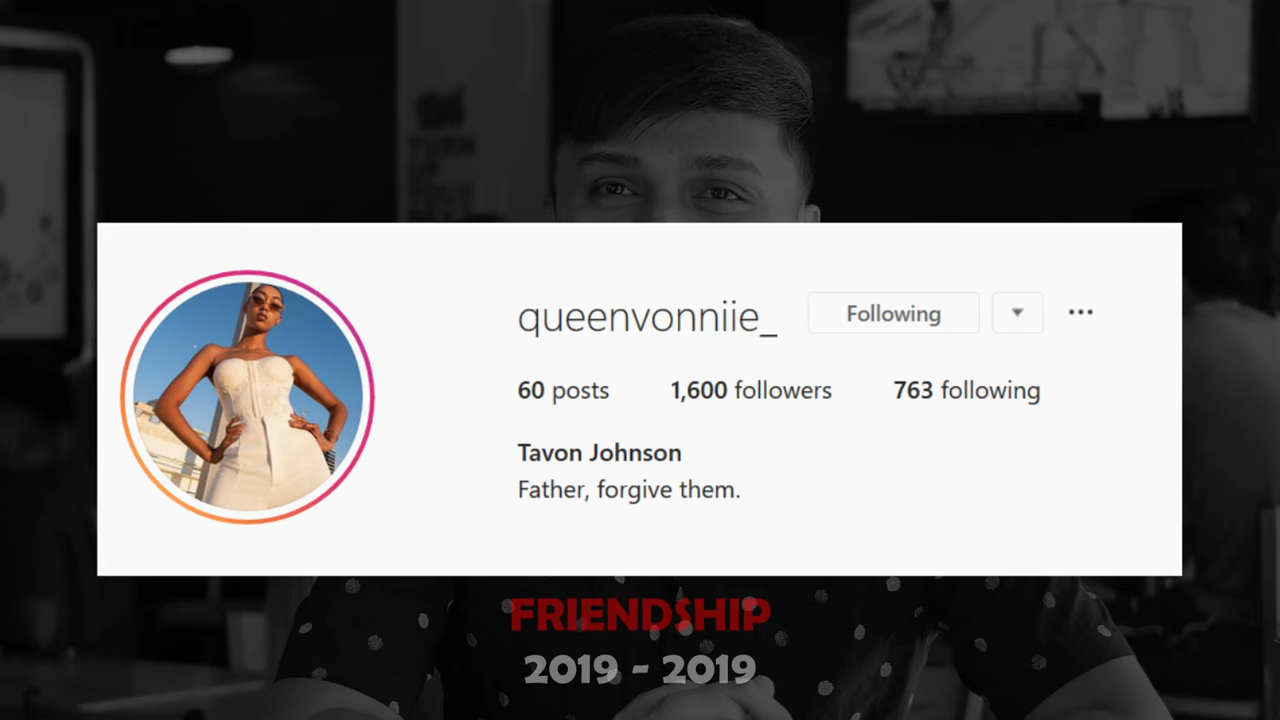 queenvonniie_ Following
60 posts 1,600 followers 763 following
Tavon Johnson
Father, forgive them.
FRIENDSHIP
2019 - 2019